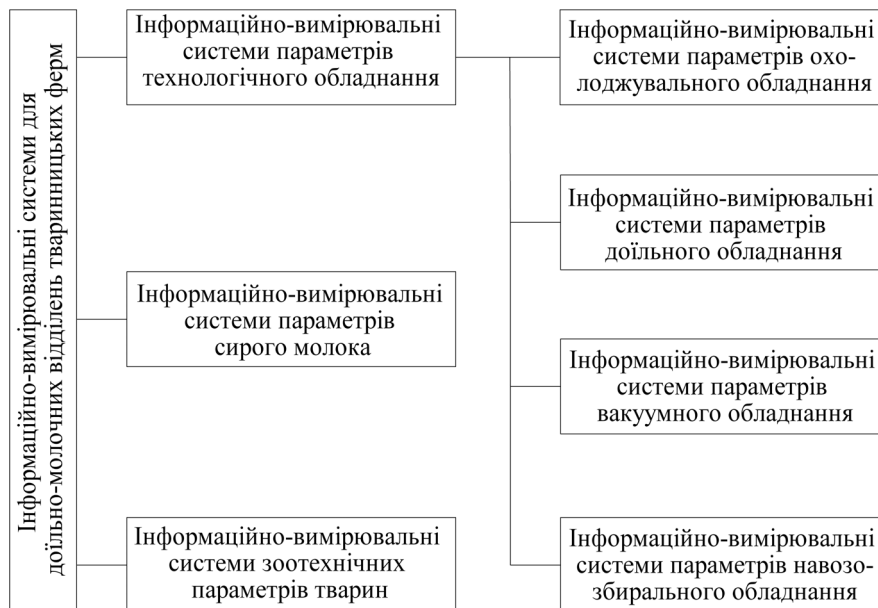 Інформаційно-вимірювальні системи для
доїльно-молочних відділень тваринницьких ферм
Інформаційно-вимірювальні
системи параметрів
технологічного обладнання
Інформаційно-вимірювальні
системи параметрів
сирого молока
Інформаційно-вимірювальні
системи зоотехнічних
параметрів тварин
Інформаційно-вимірювальні
системи параметрів охо-
лоджувального обладнання
Інформаційно-вимірювальні
системи параметрів
доїльного обладнання
Інформаційно-вимірювальні
системи параметрів
вакуумного обладнання
Інформаційно-вимірювальні
системи параметрів навозо-
збирального обладнання